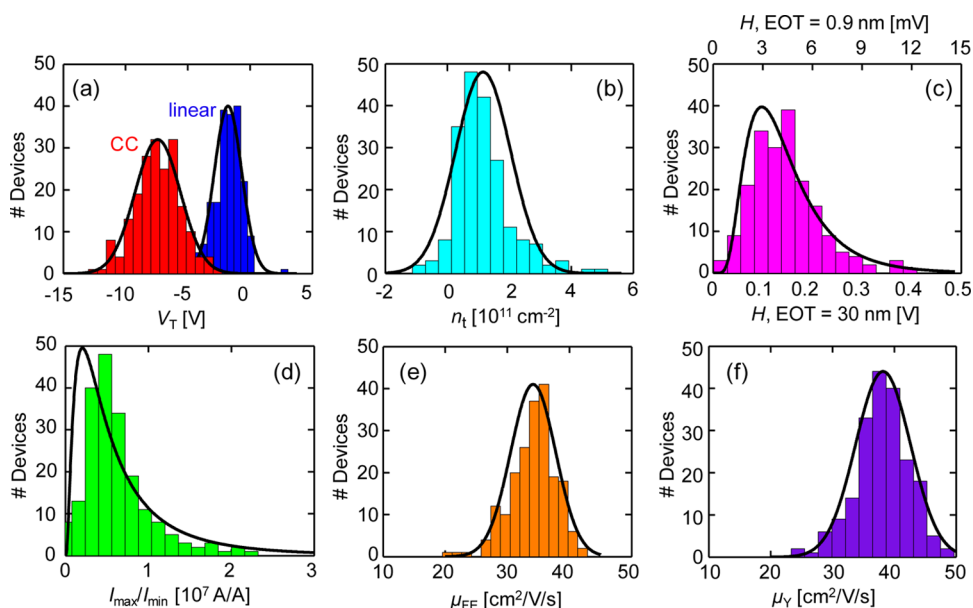 H, EOT = 0.9 nm [mV]
0 3 6 9 12 15
50 40 30 20 10 0
# Devices
(a)
CC
linear
-15 -10 -5 0 5
VT [V]
50 40 30 20 10 0
# Devices
(b)
-2 0 2 4 6
nt [10¹¹ cm-2]
50 40 30 20 10 0
# Devices
(c)
0 0.1 0.2 0.3 0.4 0.5
H, EOT = 30 nm [V]
50 40 30 20 10 0
# Devices
(d)
0 1 2 3
Imax/Imin [10⁷ A/A]
50 40 30 20 10 0
# Devices
(e)
10 20 30 40 50
μFE [cm²/V/s]
50 40 30 20 10 0
# Devices
(f)
10 20 30 40 50
μY [cm²/V/s]